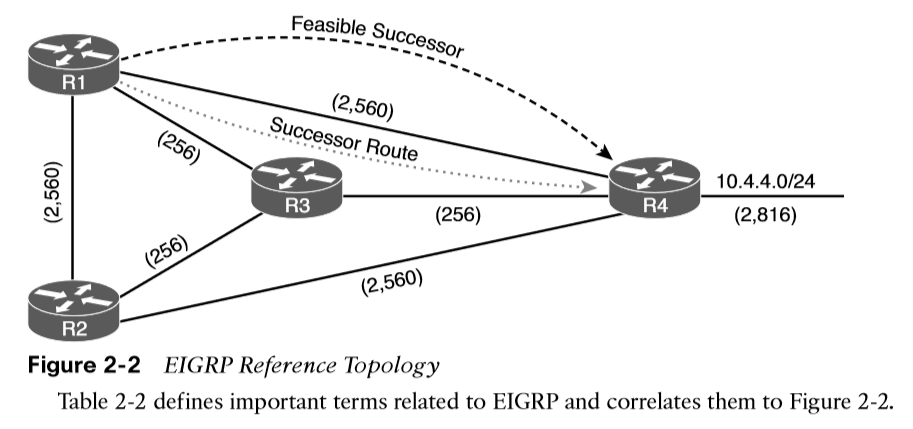 Feasible Successor
R1
(2,560)
Successor Route
(256)
(2,560)
R3
(256)
R4
10.4.4.0/24
(2,816)
(256)
(2,560)
R2
Figure 2-2 EIGRP Reference Topology
Table 2-2 defines important terms related to EIGRP and correlates them to Figure 2-2.